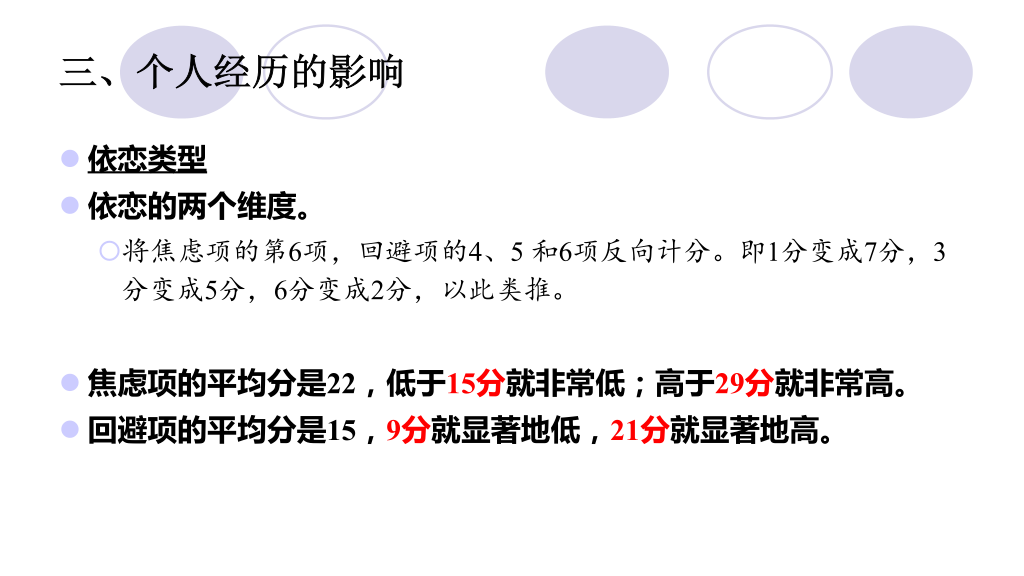 三、个人经历的影响
依恋类型
依恋的两个维度。
将焦虑项的第6项，回避项的4、5 和6项反向计分。即1分变成7分，3
分变成5分，6分变成2分，以此类推。
焦虑项的平均分是22，低于15分就非常低；高于29分就非常高。
回避项的平均分是15，9分就显著地低，21分就显著地高。